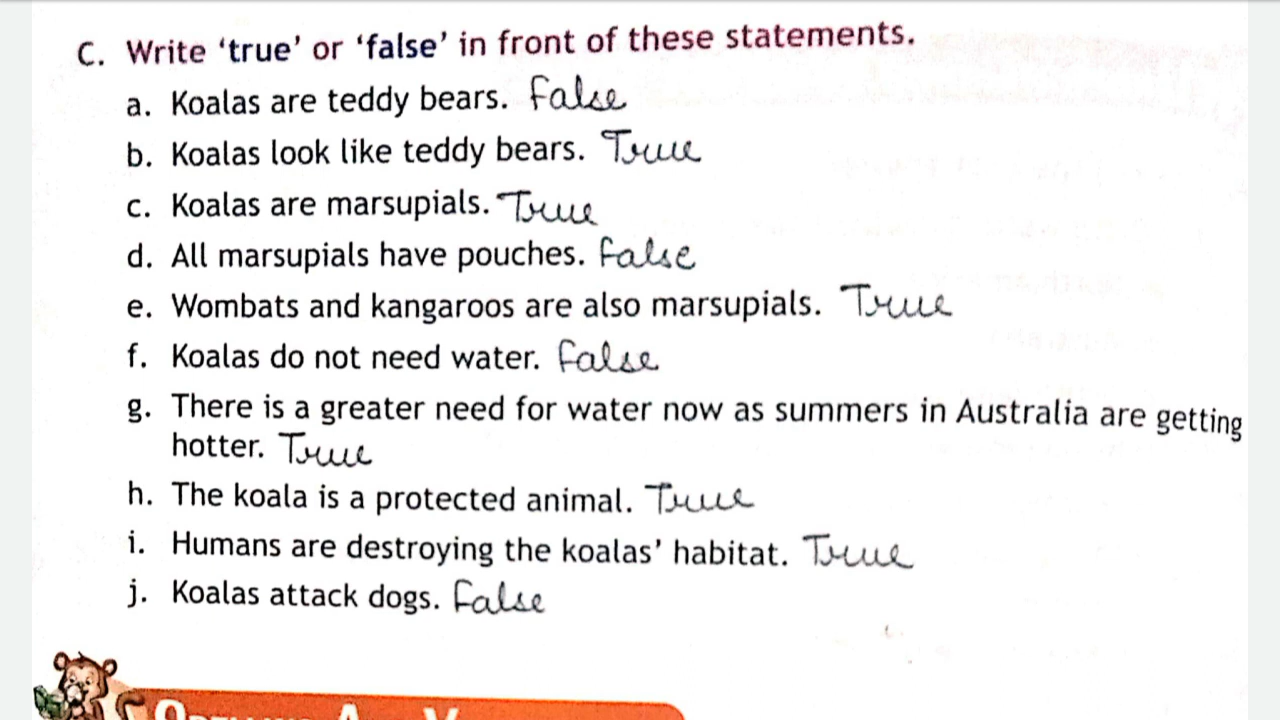 C. Write ‘true’ or ‘false’ in front of these statements.
a. Koalas are teddy bears. False
b. Koalas look like teddy bears. True
c. Koalas are marsupials. True
d. All marsupials have pouches. False
e. Wombats and kangaroos are also marsupials. True
f. Koalas do not need water. False
g. There is a greater need for water now as summers in Australia are getting
hotter. True
h. The koala is a protected animal. True
i. Humans are destroying the koalas’ habitat. True
j. Koalas attack dogs. False